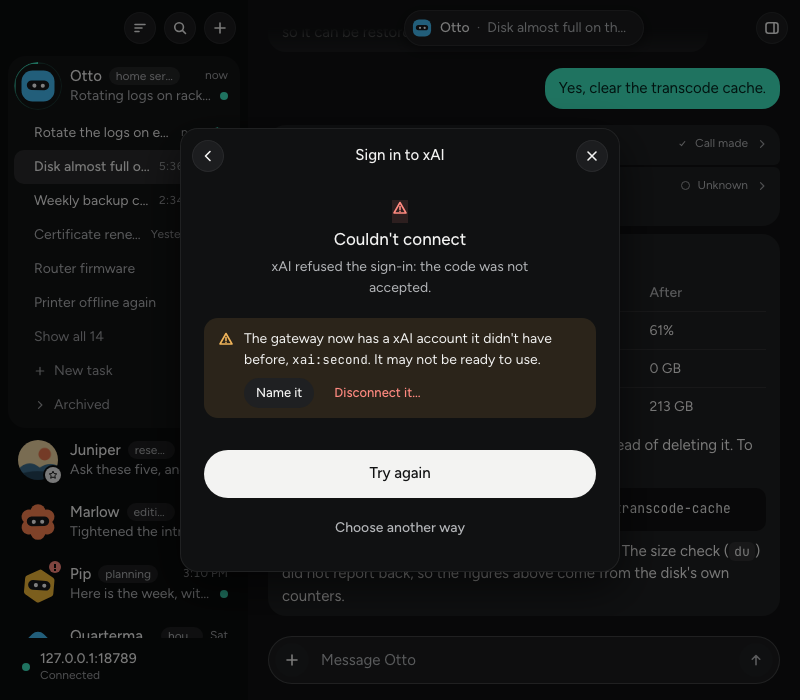 so it can be restore
Otto · Disk almost full on th...
Otto home ser... now
Rotating logs on rack...
Yes, clear the transcode cache.
Rotate the logs on e...
Disk almost full o... 5:36
Weekly backup c... 2:34
Certificate rene... Yeste
Router firmware
Printer offline again
Show all 14
New task
Archived
Juniper rese...
Ask these five, an
Marlow editi...
Tightened the intr
Pip planning 3:10 PM
Here is the week, wit...
Quarterma hou... Sat
127.0.0.1:18789
Connected
Call made
Unknown
After
61%
0 GB
213 GB
ead of deleting it. To
transcode-cache
The size check ( du )
did not report back, so the figures above come from the disk's own
counters.
Message Otto
Sign in to xAI
Couldn't connect
xAI refused the sign-in: the code was not
accepted.
The gateway now has a xAI account it didn't have
before, xai:second. It may not be ready to use.
Name it Disconnect it...
Try again
Choose another way